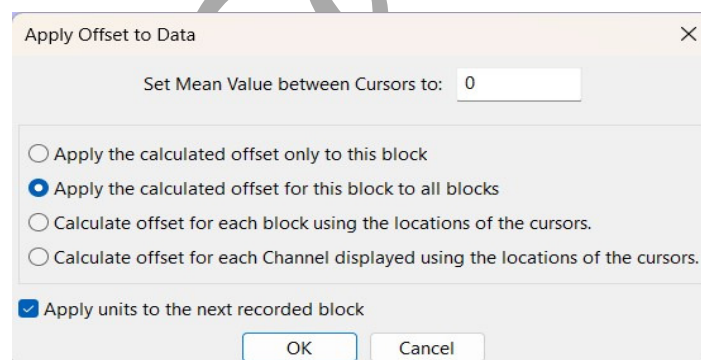 Apply Offset to Data
Set Mean Value between Cursors to: 0
Apply the calculated offset only to this block
Apply the calculated offset for this block to all blocks
Calculate offset for each block using the locations of the cursors.
Calculate offset for each Channel displayed using the locations of the cursors.
Apply units to the next recorded block
OK Cancel